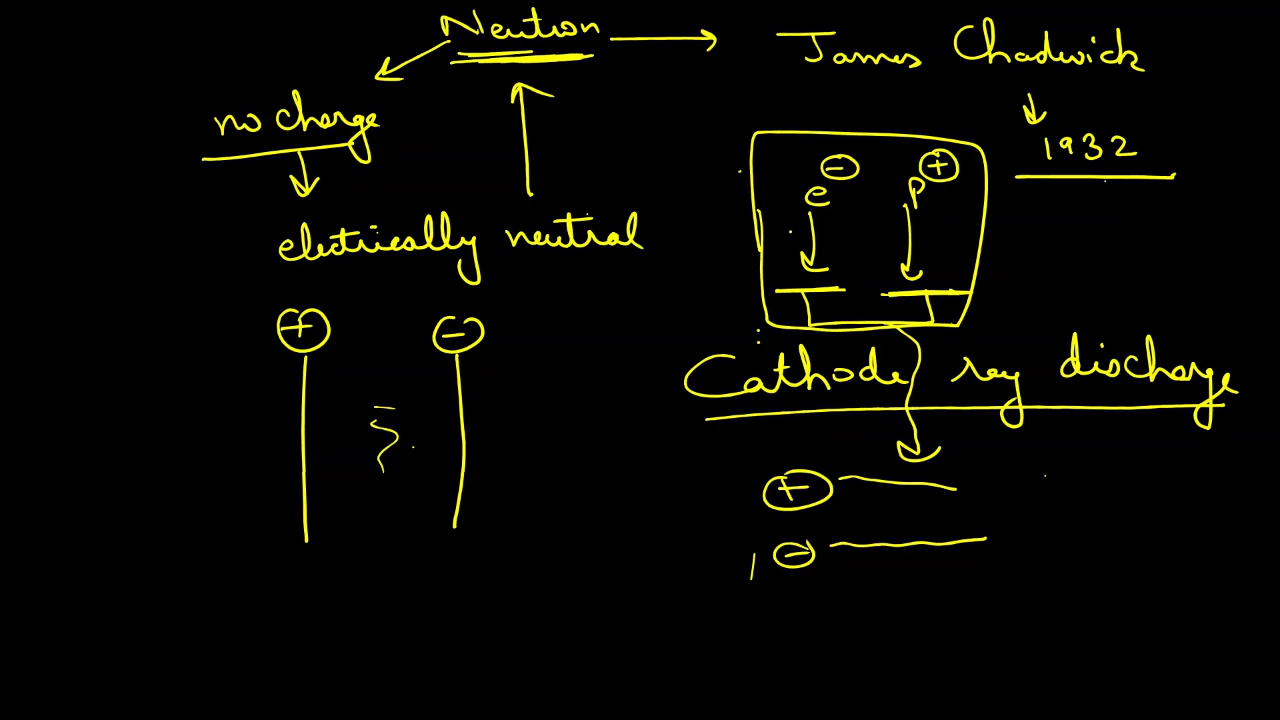 Neutron → James Chadwick
no charge
1932
e⊖ p⊕
electrically neutral
⊕ ⊖
Cathode ray discharge
⊕
⊖